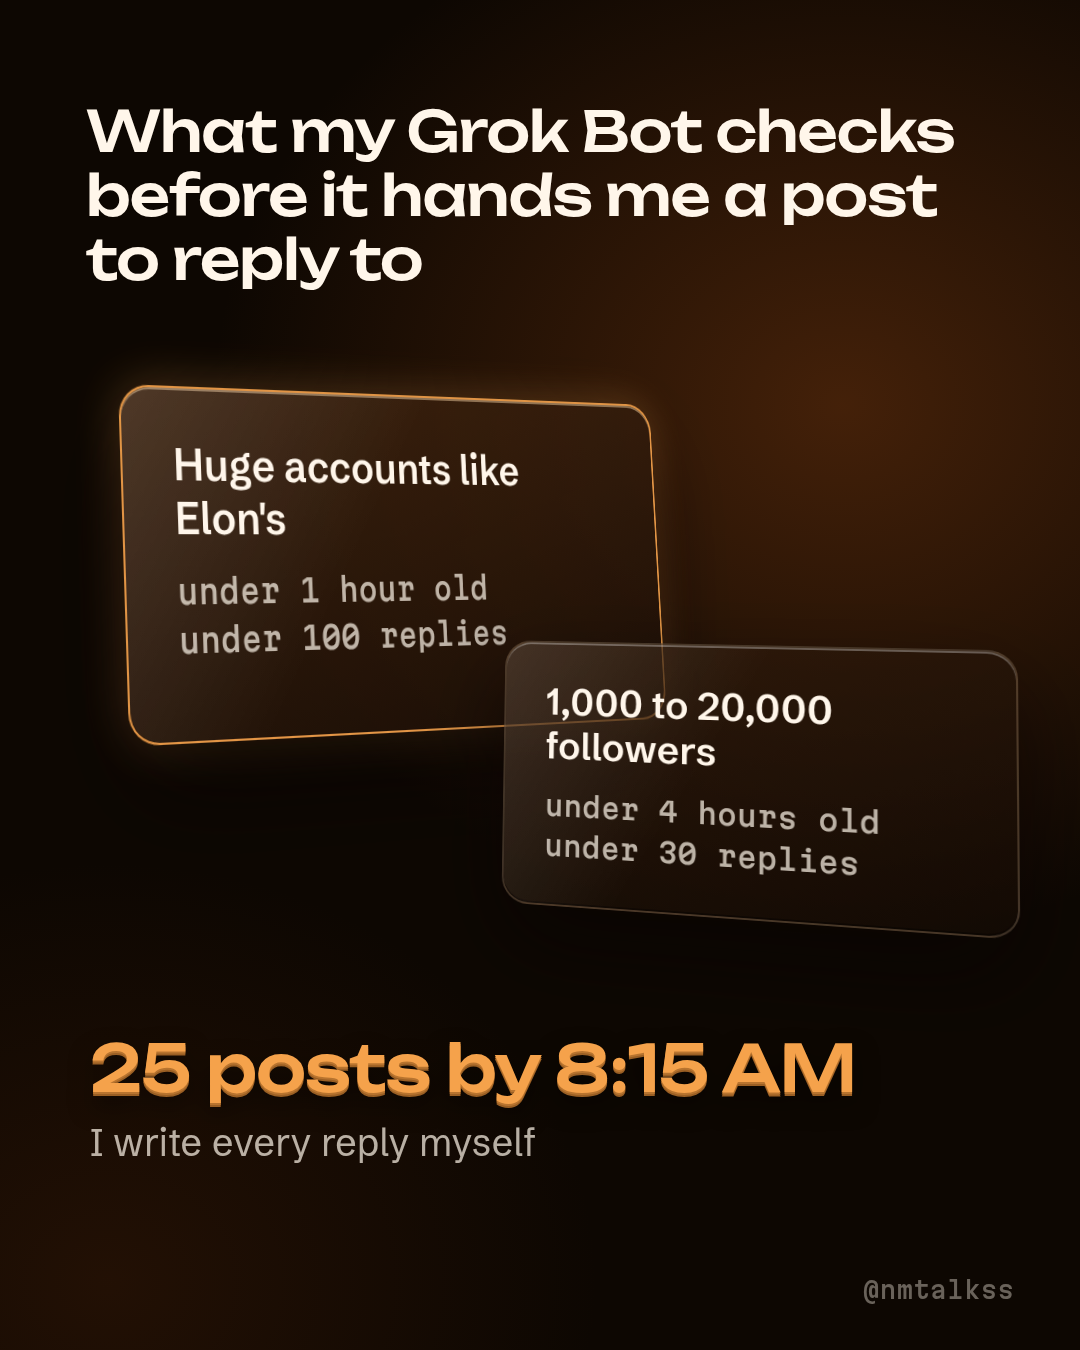 What my Grok Bot checks
before it hands me a post
to reply to
Huge accounts like
Elon's
under 1 hour old
under 100 replies
1,000 to 20,000
followers
under 4 hours old
under 30 replies
25 posts by 8:15 AM
I write every reply myself
@nmtalkss